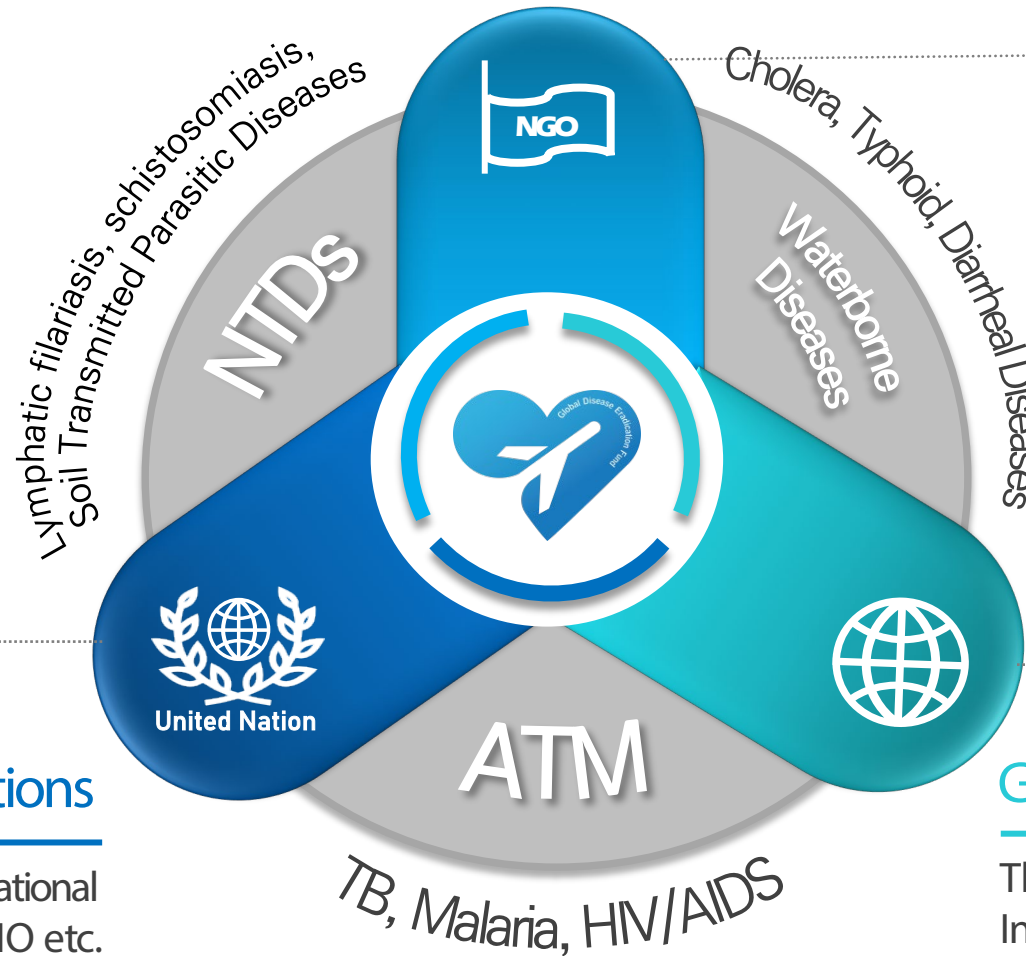 NGO
Lymphatic filariasis, schistosomiasis,
Soil Transmitted Parasitic Diseases
Cholera, Typhoid, Diarrheal Diseases
NTDs
Waterborne
Diseases
Global Disease Eradication Fund
United Nation
ATM
TB, Malaria, HIV/AIDS
tions
ational
IO etc.
G
Th
In